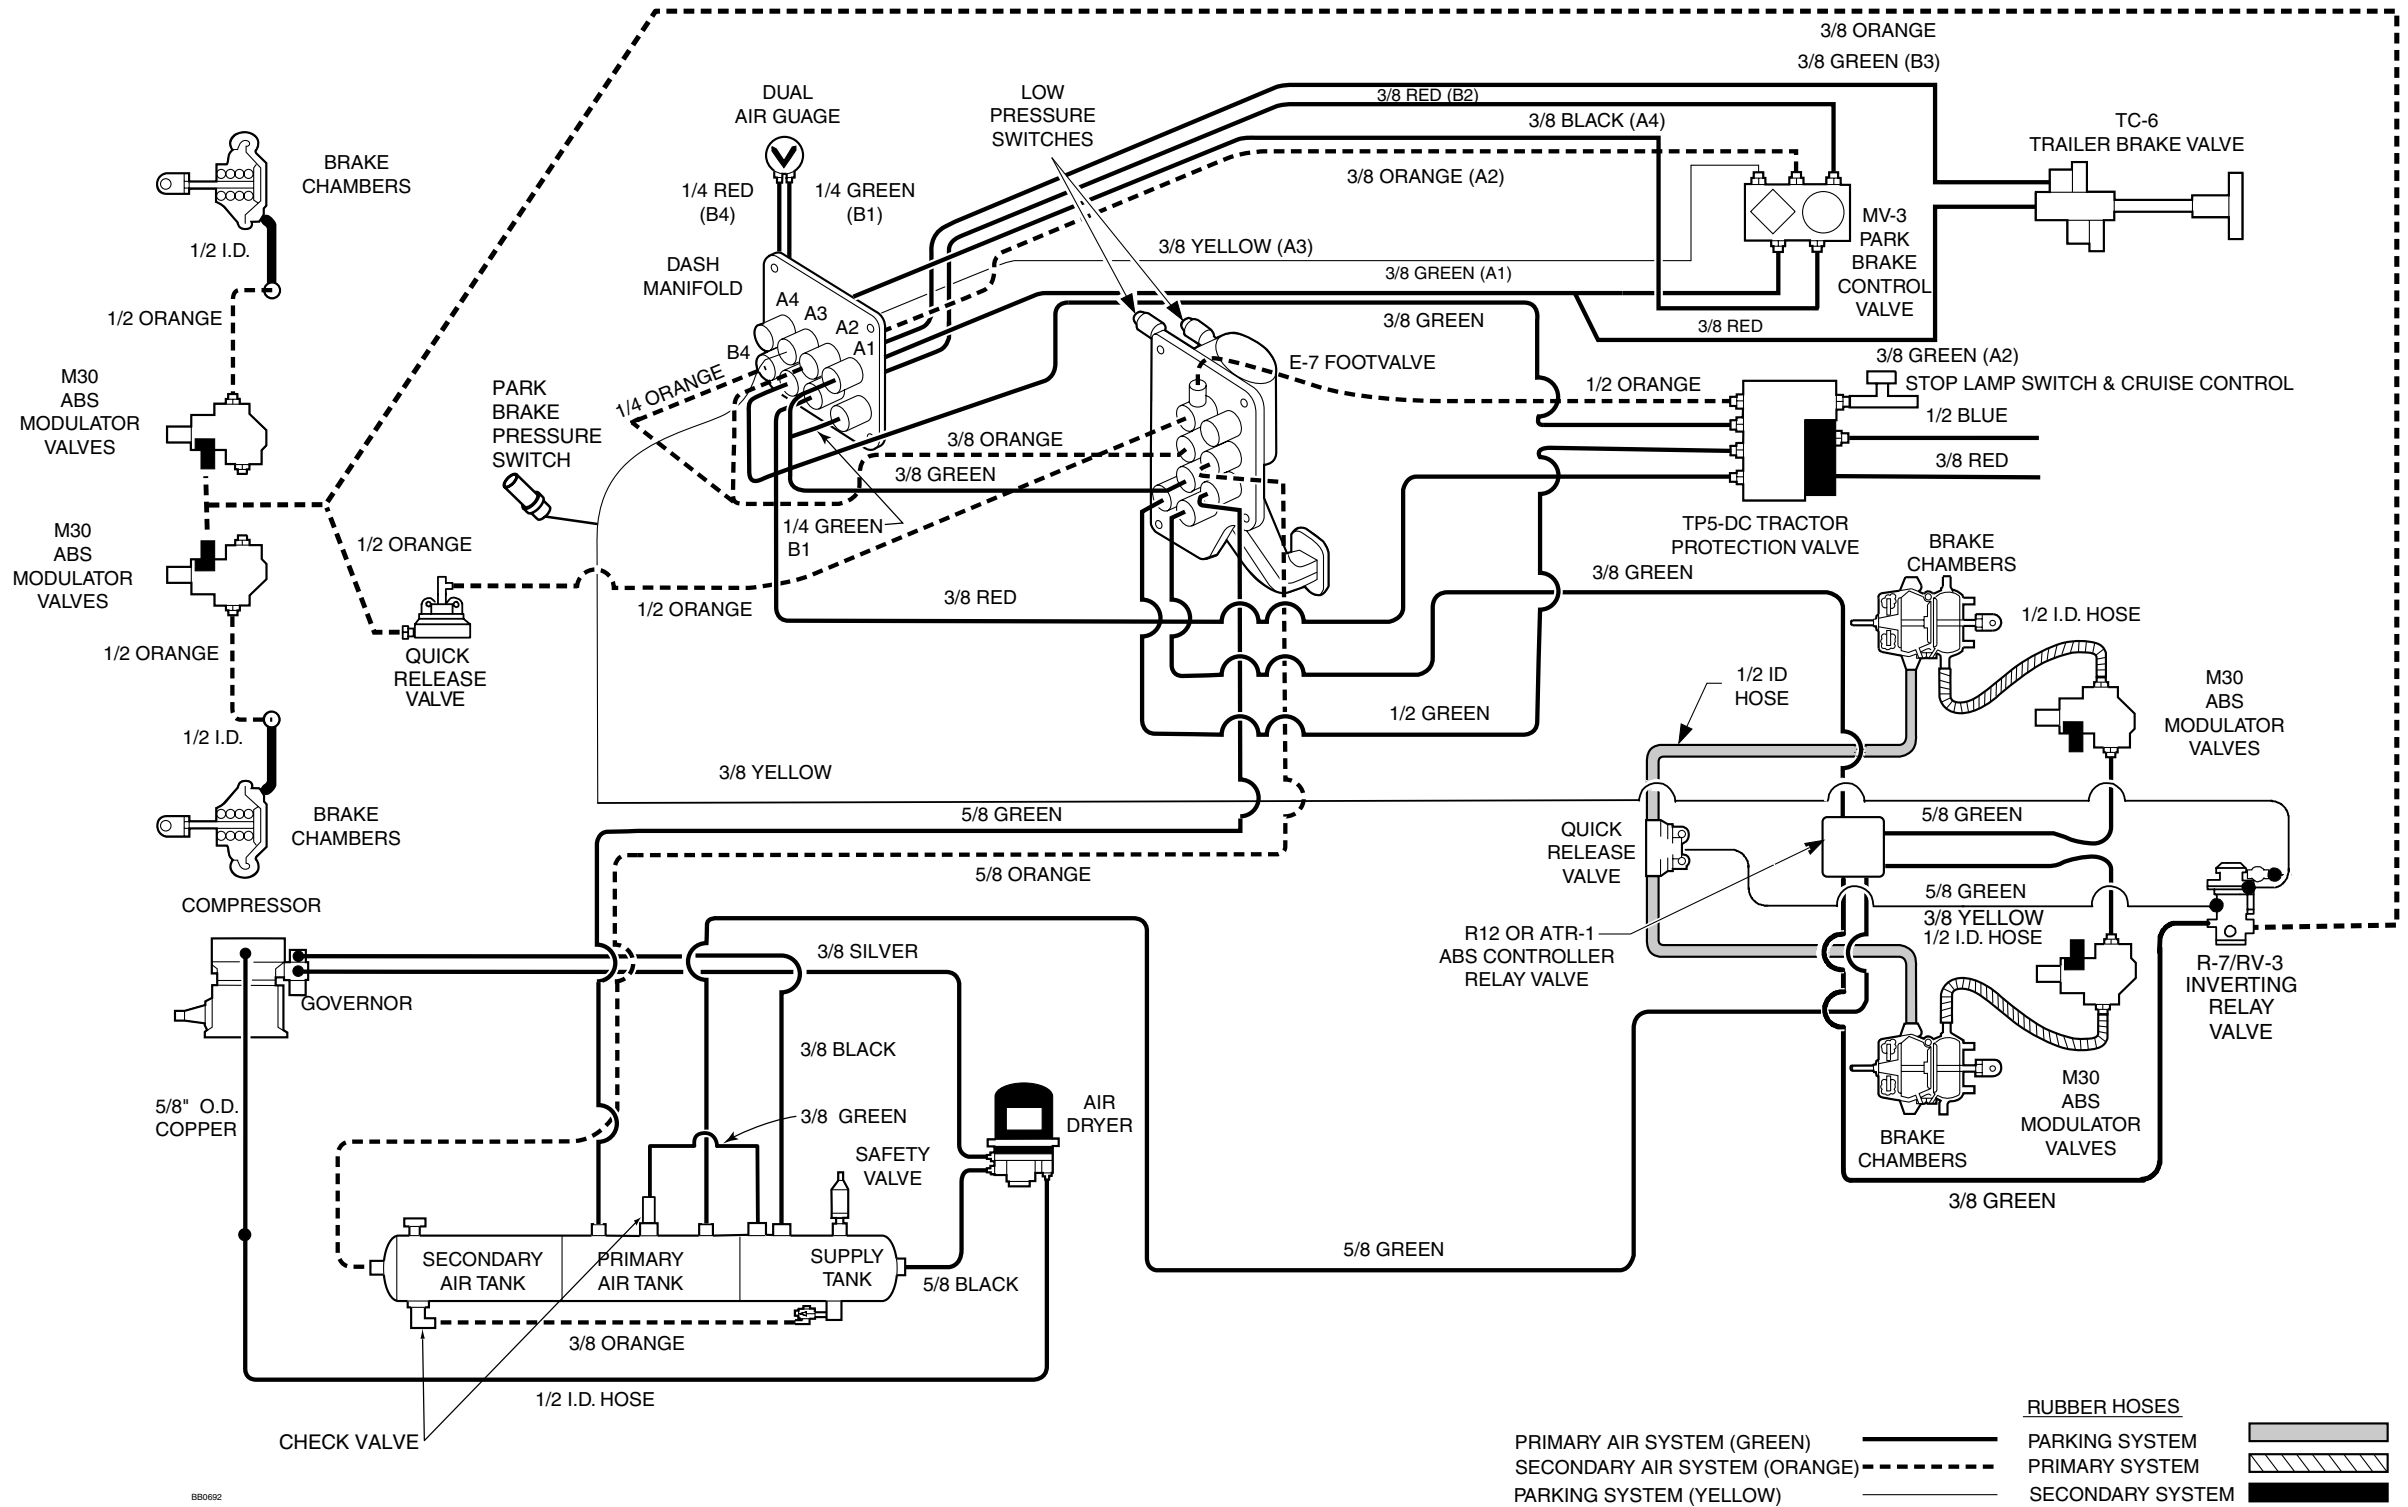 3/8 ORANGE
3/8 GREEN (B3)
3/8 RED (B2)
3/8 BLACK (A4)
3/8 ORANGE (A2)
3/8 YELLOW (A3)
3/8 GREEN (A1)
3/8 GREEN
3/8 RED
DUAL
AIR GUAGE
1/4 RED
(B4)
1/4 GREEN
(B1)
LOW
PRESSURE
SWITCHES
TC-6
TRAILER BRAKE VALVE
MV-3
PARK
BRAKE
CONTROL
VALVE
BRAKE
CHAMBERS
1/2 I.D.
1/2 ORANGE
M30
ABS
MODULATOR
VALVES
M30
ABS
MODULATOR
VALVES
1/2 ORANGE
1/2 I.D.
BRAKE
CHAMBERS
DASH
MANIFOLD
A4
A3
A2
A1
B4
1/4 ORANGE
PARK
BRAKE
PRESSURE
SWITCH
1/2 ORANGE
QUICK
RELEASE
VALVE
1/2 ORANGE
3/8 ORANGE
3/8 GREEN
1/4 GREEN
B1
3/8 RED
E-7 FOOTVALVE
1/2 ORANGE
3/8 GREEN (A2)
STOP LAMP SWITCH & CRUISE CONTROL
1/2 BLUE
3/8 RED
TP5-DC TRACTOR
PROTECTION VALVE
3/8 GREEN
BRAKE
CHAMBERS
1/2 I.D. HOSE
1/2 ID
HOSE
M30
ABS
MODULATOR
VALVES
1/2 GREEN
3/8 YELLOW
5/8 GREEN
5/8 ORANGE
QUICK
RELEASE
VALVE
5/8 GREEN
5/8 GREEN
3/8 YELLOW
1/2 I.D. HOSE
R12 OR ATR-1
ABS CONTROLLER
RELAY VALVE
R-7/RV-3
INVERTING
RELAY
VALVE
M30
ABS
MODULATOR
VALVES
BRAKE
CHAMBERS
3/8 GREEN
5/8 GREEN
COMPRESSOR
GOVERNOR
3/8 SILVER
3/8 BLACK
3/8 GREEN
SAFETY
VALVE
AIR
DRYER
5/8" O.D.
COPPER
SECONDARY
AIR TANK
PRIMARY
AIR TANK
SUPPLY
TANK
5/8 BLACK
3/8 ORANGE
1/2 I.D. HOSE
CHECK VALVE
BB0692
PRIMARY AIR SYSTEM (GREEN)
SECONDARY AIR SYSTEM (ORANGE)
PARKING SYSTEM (YELLOW)
RUBBER HOSES
PARKING SYSTEM
PRIMARY SYSTEM
SECONDARY SYSTEM